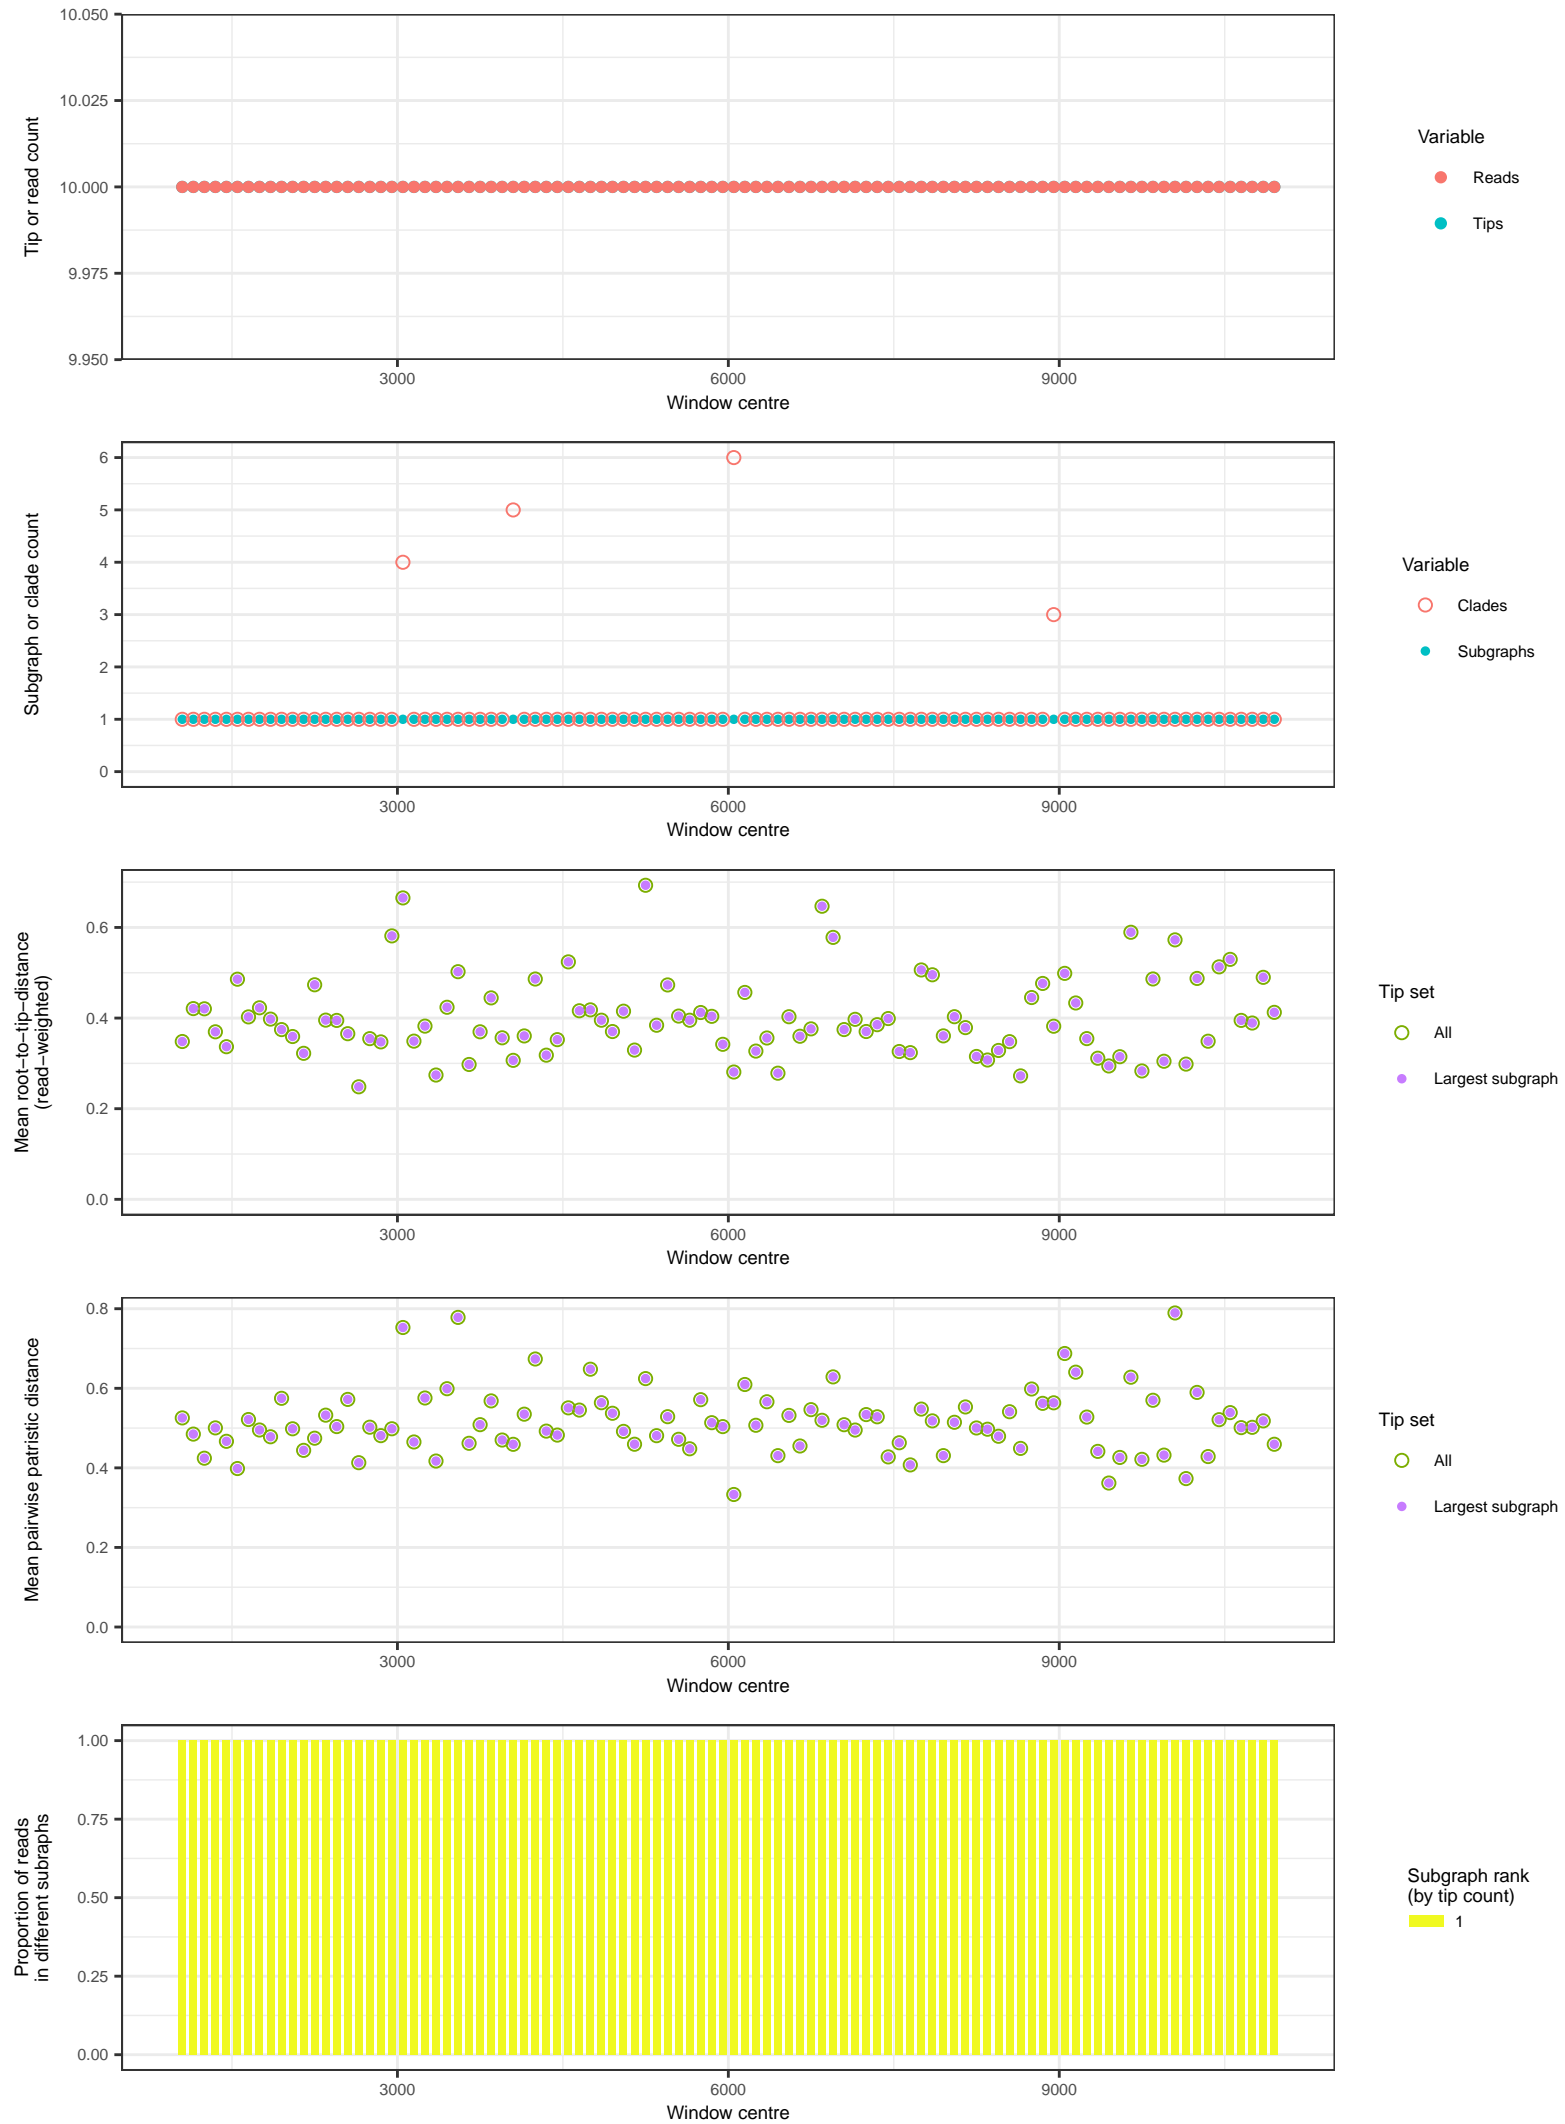 10.050
10.025
10.000
9.975
9.950
Tip or read count
3000
6000
9000
Window centre
Variable
Reads
Tips
6
5
4
3
2
1
0
Subgraph or clade count
3000
6000
9000
Window centre
Variable
Clades
Subgraphs
0.6
0.4
0.2
0.0
Mean root−to−tip−distance
(read−weighted)
3000
6000
9000
Window centre
Tip set
All
Largest subgraph
0.8
0.6
0.4
0.2
0.0
Mean pairwise patristic distance
3000
6000
9000
Window centre
Tip set
All
Largest subgraph
1.00
0.75
0.50
0.25
0.00
Proportion of reads
in different subraphs
3000
6000
9000
Window centre
Subgraph rank
(by tip count)
1